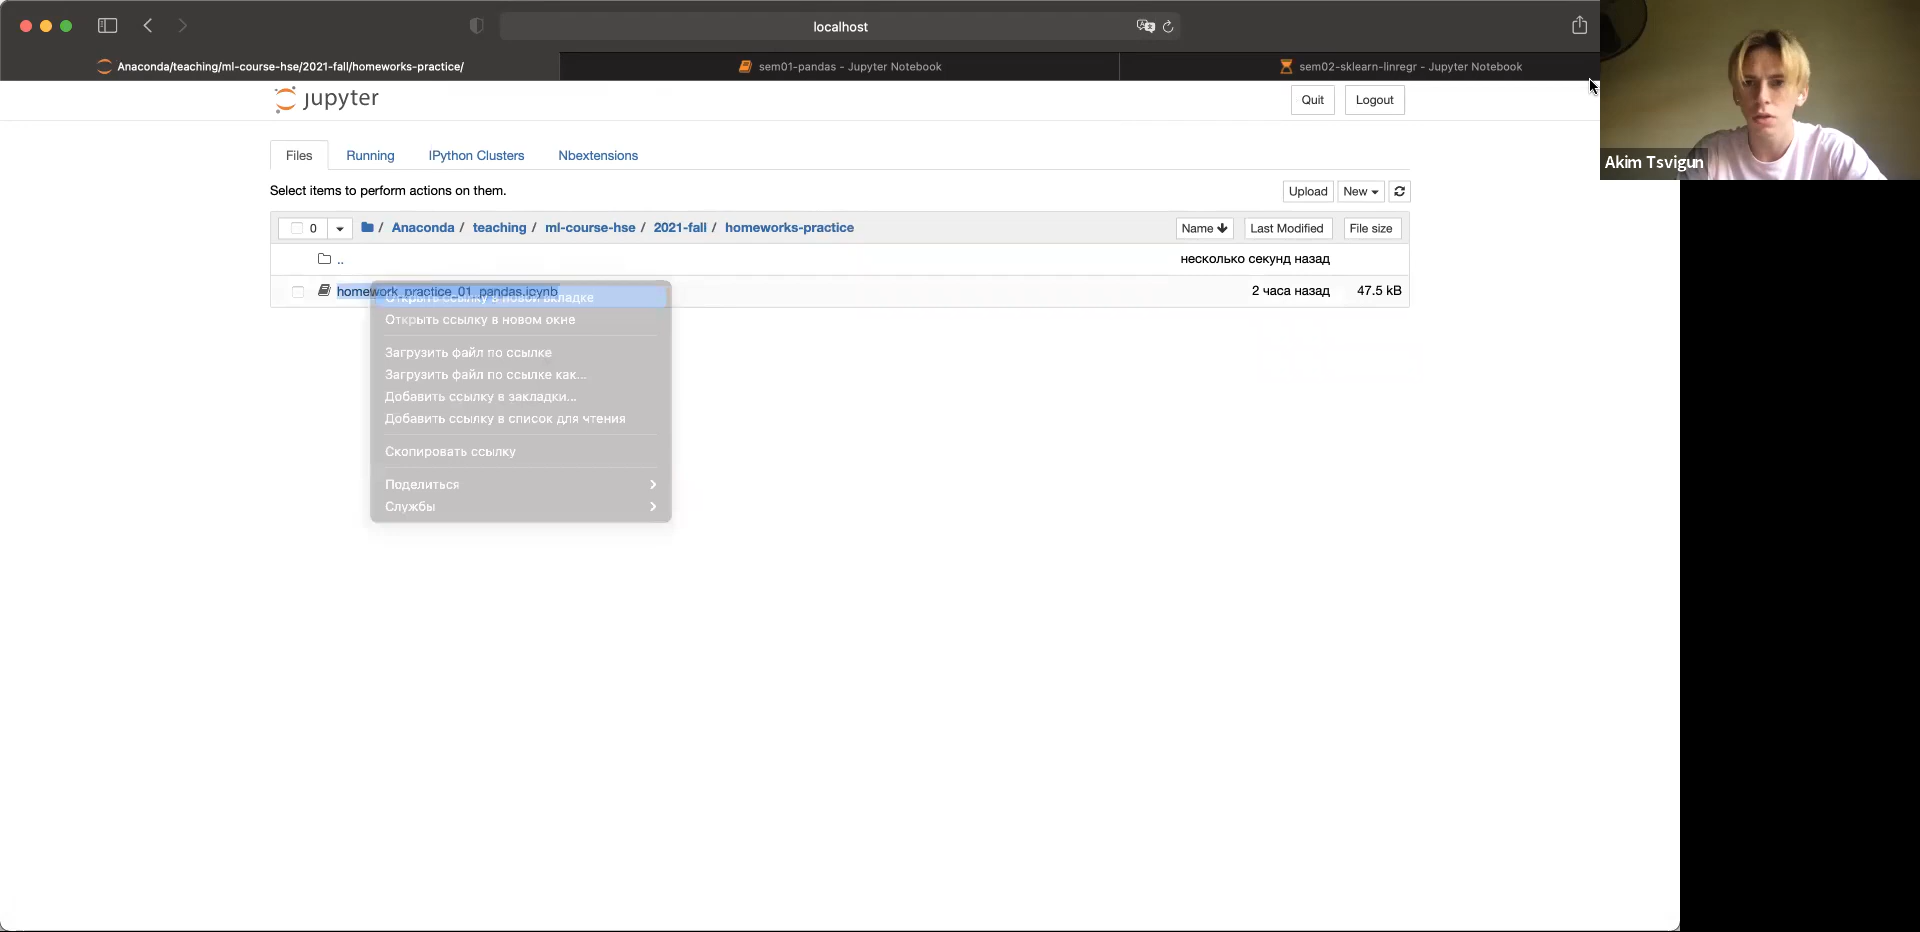 localhost
Anaconda/teaching/ml-course-hse/2021-fall/homeworks-practice/
sem01-pandas - Jupyter Notebook
sem02-sklearn-linregr - Jupyter Notebook
jupyter
Quit
Logout
Akim Tsvigun
Files
Running
IPython Clusters
Nbextensions
Select items to perform actions on them.
Upload
New
0
/ Anaconda / teaching / ml-course-hse / 2021-fall / homeworks-practice
Name
Last Modified
File size
..
несколько секунд назад
homework_practice_01_pandas.ipynb
2 часа назад
47.5 kB
Открыть ссылку в новой вкладке
Открыть ссылку в новом окне
Загрузить файл по ссылке
Загрузить файл по ссылке как...
Добавить ссылку в закладки...
Добавить ссылку в список для чтения
Скопировать ссылку
Поделиться
Службы